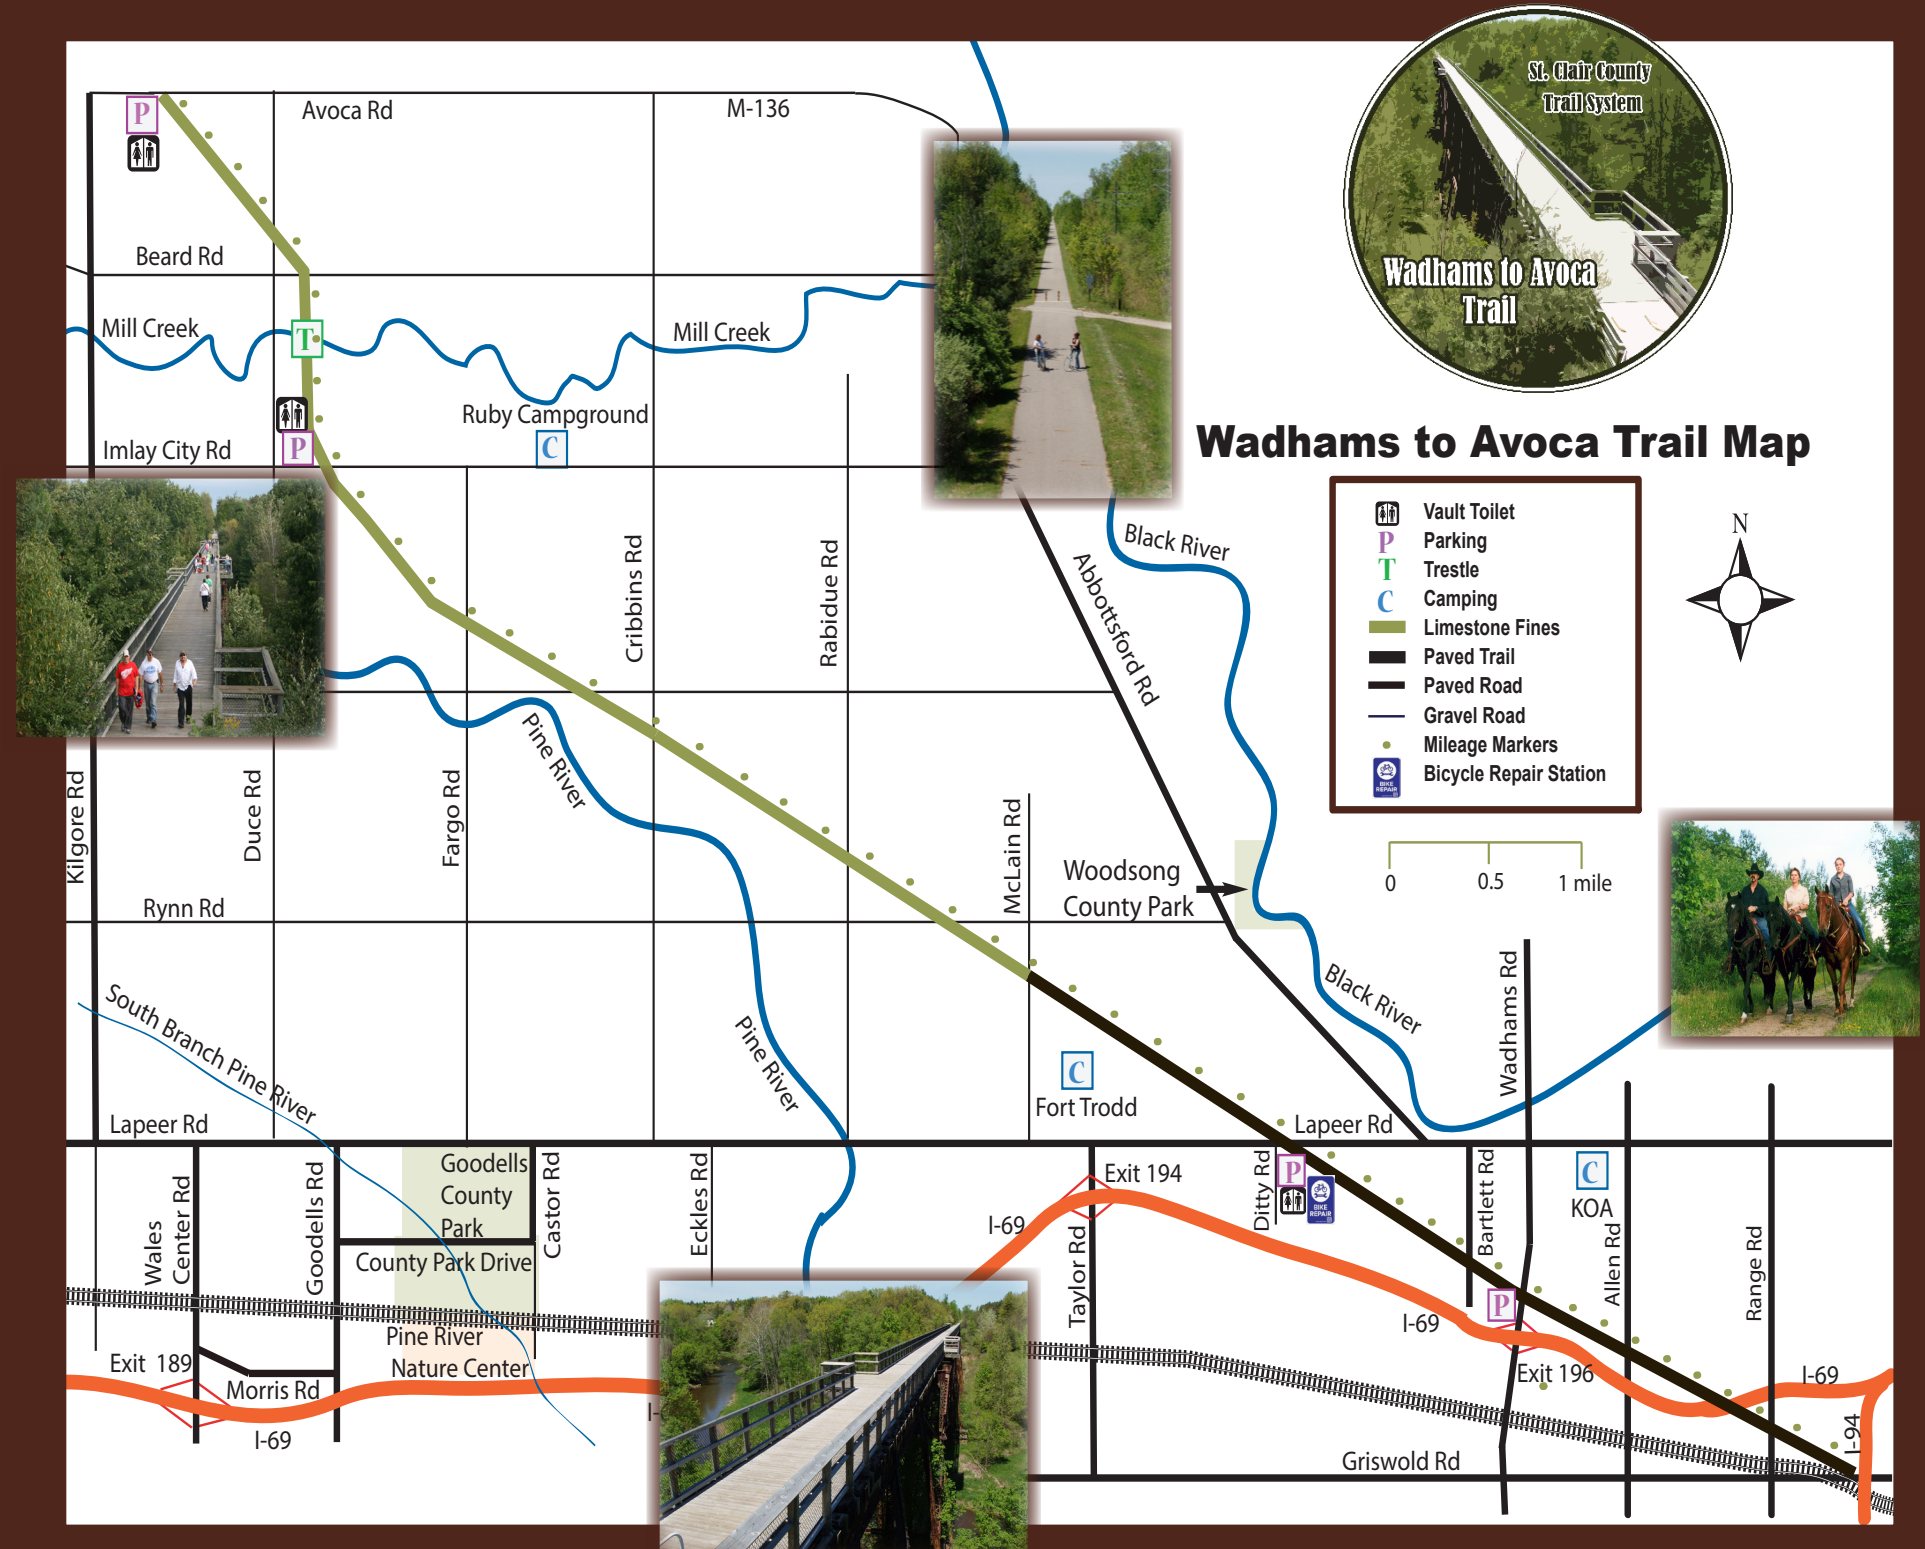 St. Clair County
Trail System
Wadhams to Avoca
Trail
P
Avoca Rd
M-136
Beard Rd
Mill Creek
T
Mill Creek
Ruby Campground
C
P
Imlay City Rd
Wadhams to Avoca Trail Map
Vault Toilet
P Parking
T Trestle
C Camping
Limestone Fines
Paved Trail
Paved Road
Gravel Road
Mileage Markers
BIKE
REPAIR
Bicycle Repair Station
N
0 0.5 1 mile
Black River
Abbottsford Rd
Cribbins Rd
Rabidue Rd
Pine River
Kilgore Rd
Duce Rd
Fargo Rd
McLain Rd
Woodsong
County Park
Rynn Rd
Black River
Wadhams Rd
South Branch Pine River
Pine River
C
Fort Trodd
Lapeer Rd
Lapeer Rd
Wales
Center Rd
Goodells Rd
Goodells
County
Park
Castor Rd
County Park Drive
Eckles Rd
Exit 194
I-69
Taylor Rd
Ditty Rd
P
BIKE
REPAIR
Bartlett Rd
C
KOA
Allen Rd
Range Rd
P
I-69
Pine River
Nature Center
Exit 189
Morris Rd
I-69
I-
Exit 196
I-69
I-94
Griswold Rd